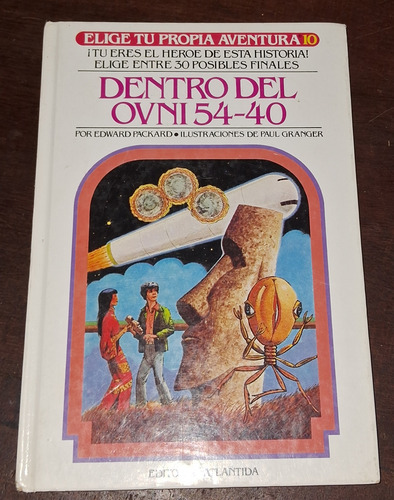 ELIGE TU PROPIA AVENTURA 10
¡TU ERES EL HEROE DE ESTA HISTORIA!
ELIGE ENTRE 30 POSIBLES FINALES
DENTRO DEL
OVNI 54-40
POR EDWARD PACKARD • ILUSTRACIONES DE PAUL GRANGER